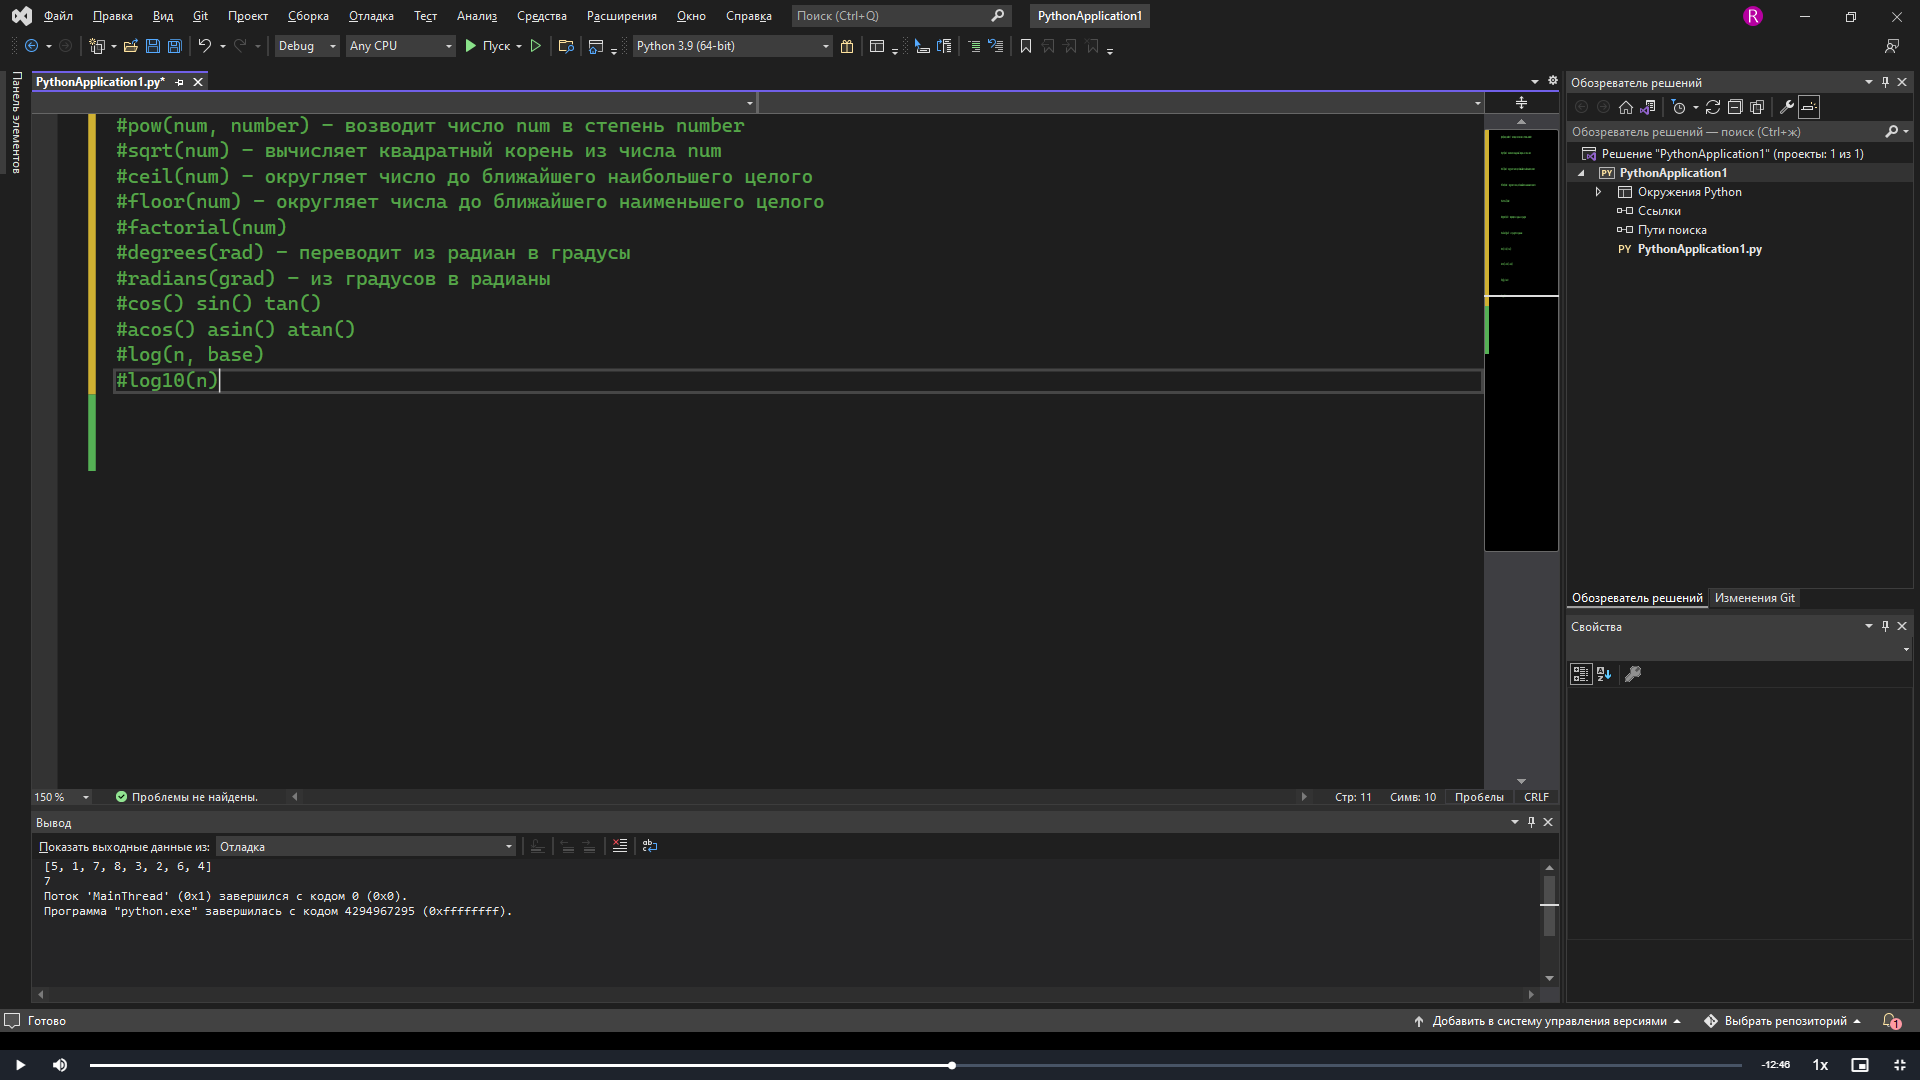 Файл Правка Вид Git Проект Сборка Отладка Тест Анализ Средства Расширения Окно Справка Поиск (Ctrl+Q) PythonApplication1 R
Debug Any CPU Пуск Python 3.9 (64-bit)
Панель элементов
PythonApplication1.py*
#pow(num, number) - возводит число num в степень number
#sqrt(num) - вычисляет квадратный корень из числа num
#ceil(num) - округляет число до ближайшего наибольшего целого
#floor(num) - округляет числа до ближайшего наименьшего целого
#factorial(num)
#degrees(rad) - переводит из радиан в градусы
#radians(grad) - из градусов в радианы
#cos() sin() tan()
#acos() asin() atan()
#log(n, base)
#log10(n)
150 % Проблемы не найдены. Стр: 11 Симв: 10 Пробелы CRLF
Вывод
Показать выходные данные из: Отладка
[5, 1, 7, 8, 3, 2, 6, 4]
7
Поток 'MainThread' (0x1) завершился с кодом 0 (0x0).
Программа "python.exe" завершилась с кодом 4294967295 (0xffffffff).
Обозреватель решений
Обозреватель решений — поиск (Ctrl+ж)
Решение "PythonApplication1" (проекты: 1 из 1)
PY PythonApplication1
Окружения Python
Ссылки
Пути поиска
PY PythonApplication1.py
Обозреватель решений Изменения Git
Свойства
Готово Добавить в систему управления версиями Выбрать репозиторий 1
-12:46 1x